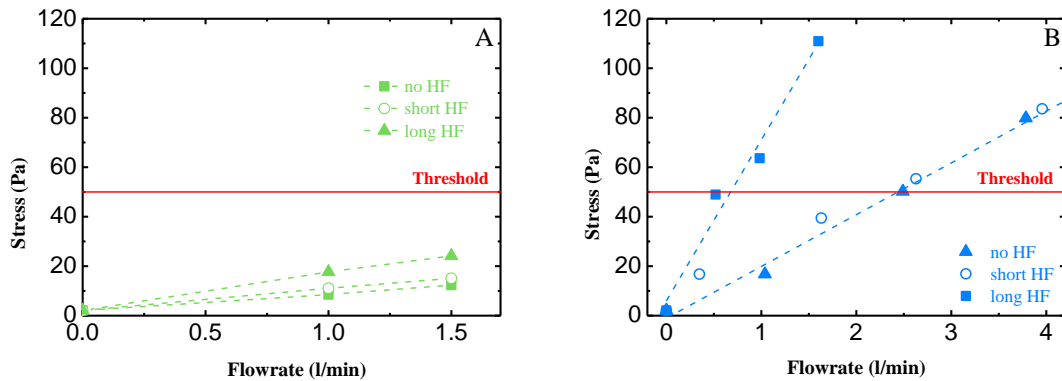 A
120
100
80
60
40
20
0
Stress (Pa)
no HF
short HF
long HF
Threshold
0.0 0.5 1.0 1.5
Flowrate (l/min)
B
120
100
80
60
40
20
0
Stress (Pa)
Threshold
no HF
short HF
long HF
0 1 2 3 4
Flowrate (l/min)